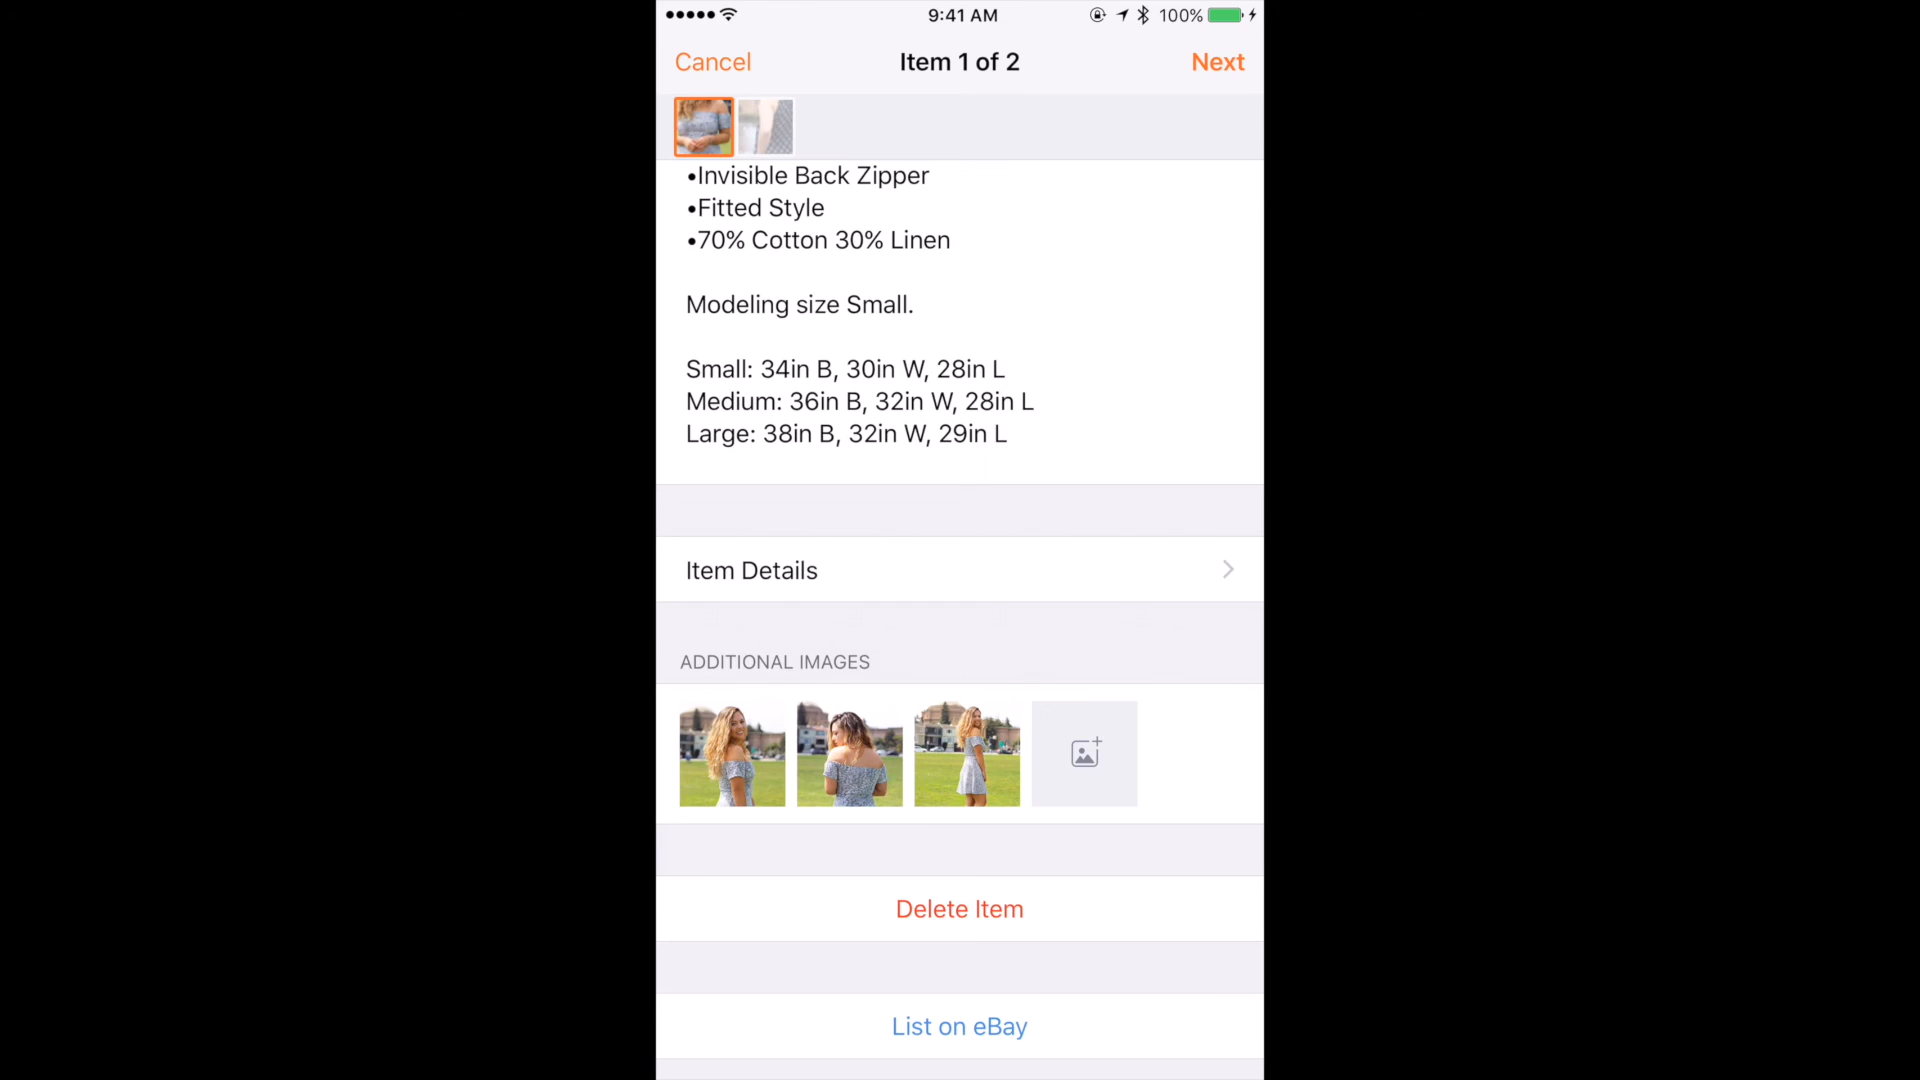 9:41 AM
100%
Cancel
Item 1 of 2
Next
•Invisible Back Zipper
•Fitted Style
•70% Cotton 30% Linen
Modeling size Small.
Small: 34in B, 30in W, 28in L
Medium: 36in B, 32in W, 28in L
Large: 38in B, 32in W, 29in L
Item Details
ADDITIONAL IMAGES
Delete Item
List on eBay